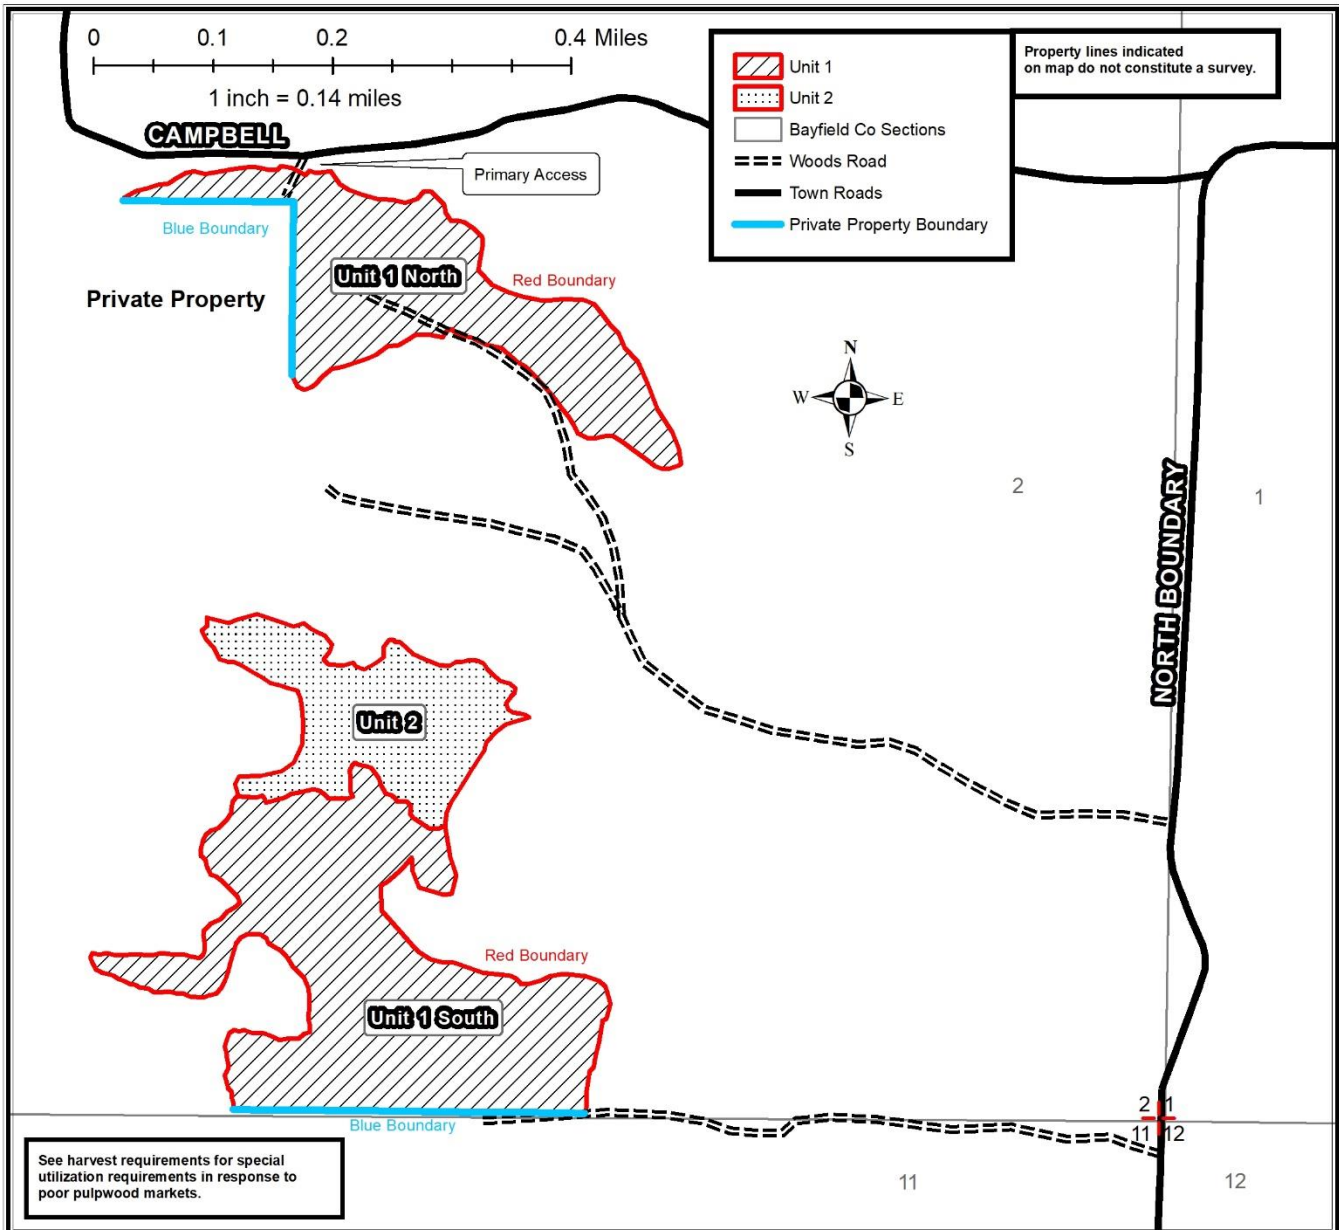 0 0.1 0.2 0.4 Miles
1 inch = 0.14 miles
Unit 1
Unit 2
Bayfield Co Sections
Woods Road
Town Roads
Private Property Boundary
Property lines indicated
on map do not constitute a survey.
CAMPBELL
Primary Access
Blue Boundary
Unit 1 North
Red Boundary
Private Property
N
W E
S
2
1
NORTH BOUNDARY
Unit 2
Red Boundary
Unit 1 South
Blue Boundary
2 1
11 12
See harvest requirements for special
utilization requirements in response to
poor pulpwood markets.
11
12